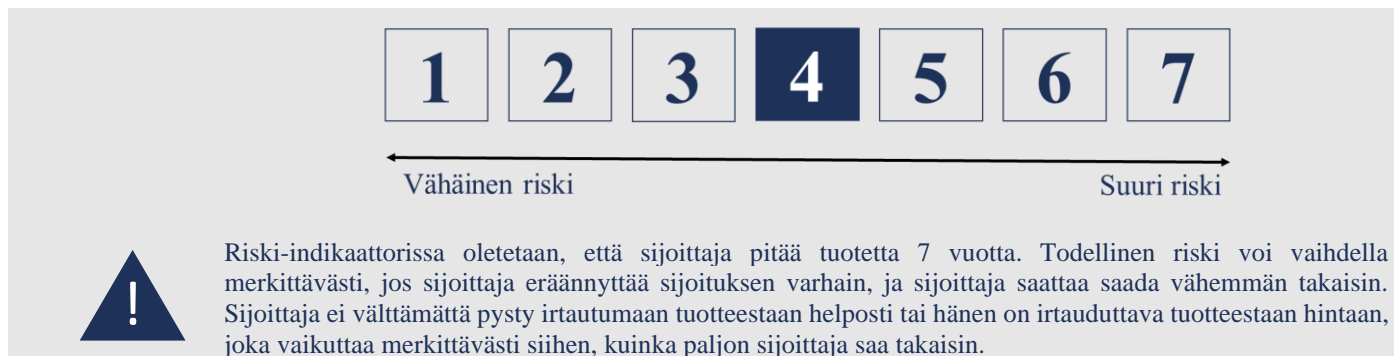 1 2 3 4 5 6 7
Vähäinen riski Suuri riski
Riski-indikaattorissa oletetaan, että sijoittaja pitää tuotetta 7 vuotta. Todellinen riski voi vaihdella
merkittävästi, jos sijoittaja eräännyttää sijoituksen varhain, ja sijoittaja saattaa saada vähemmän takaisin.
Sijoittaja ei välttämättä pysty irtautumaan tuotteestaan helposti tai hänen on irtauduttava tuotteestaan hintaan,
joka vaikuttaa merkittävästi siihen, kuinka paljon sijoittaja saa takaisin.
!